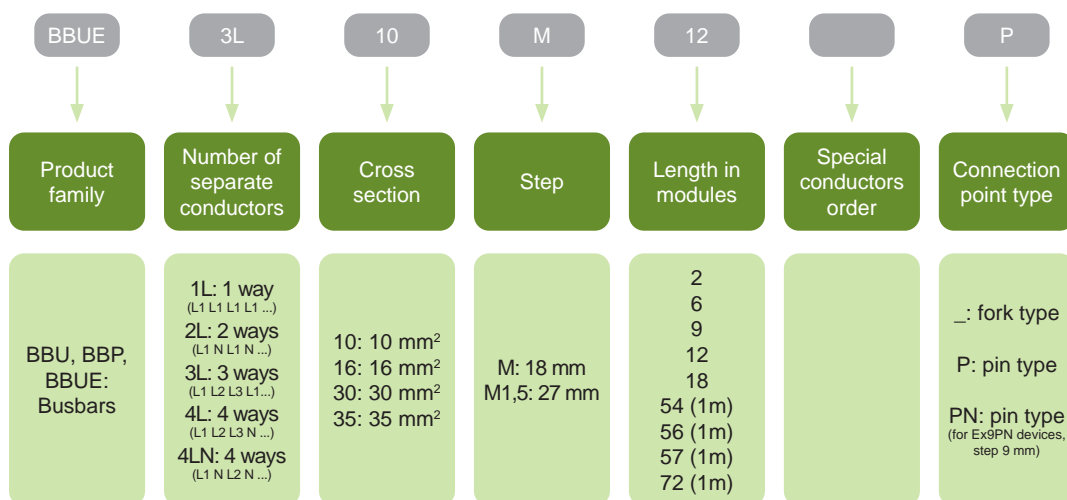 BBUE
3L
10
M
12
P
Product
family
Number of
separate
conductors
Cross
section
Step
Length in
modules
Special
conductors
order
Connection
point type
BBU, BBP,
BBUE:
Busbars
1L: 1 way
(L1 L1 L1 L1 ...)
2L: 2 ways
(L1 N L1 N ...)
3L: 3 ways
(L1 L2 L3 L1...)
4L: 4 ways
(L1 L2 L3 N ...)
4LN: 4 ways
(L1 N L2 N ...)
10: 10 mm²
16: 16 mm²
30: 30 mm²
35: 35 mm²
M: 18 mm
M1,5: 27 mm
2
6
9
12
18
54 (1m)
56 (1m)
57 (1m)
72 (1m)
_: fork type
P: pin type
PN: pin type
(for Ex9PN devices,
step 9 mm)